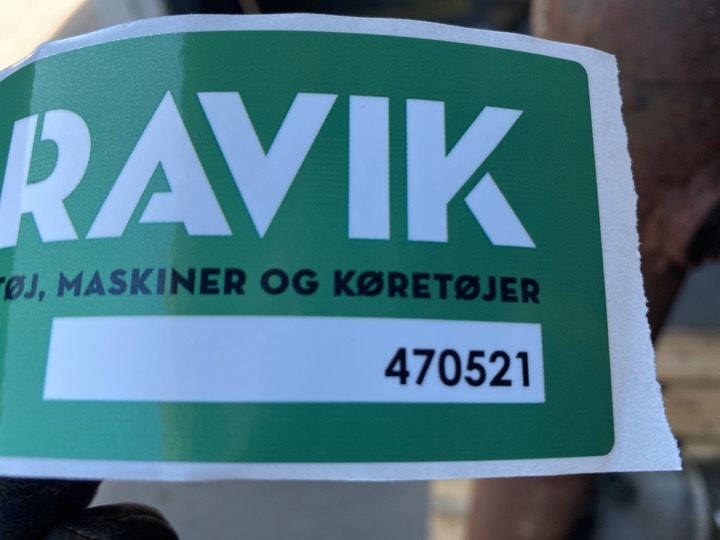 RAVIK
TØJ, MASKINER OG KØRETØJER
470521